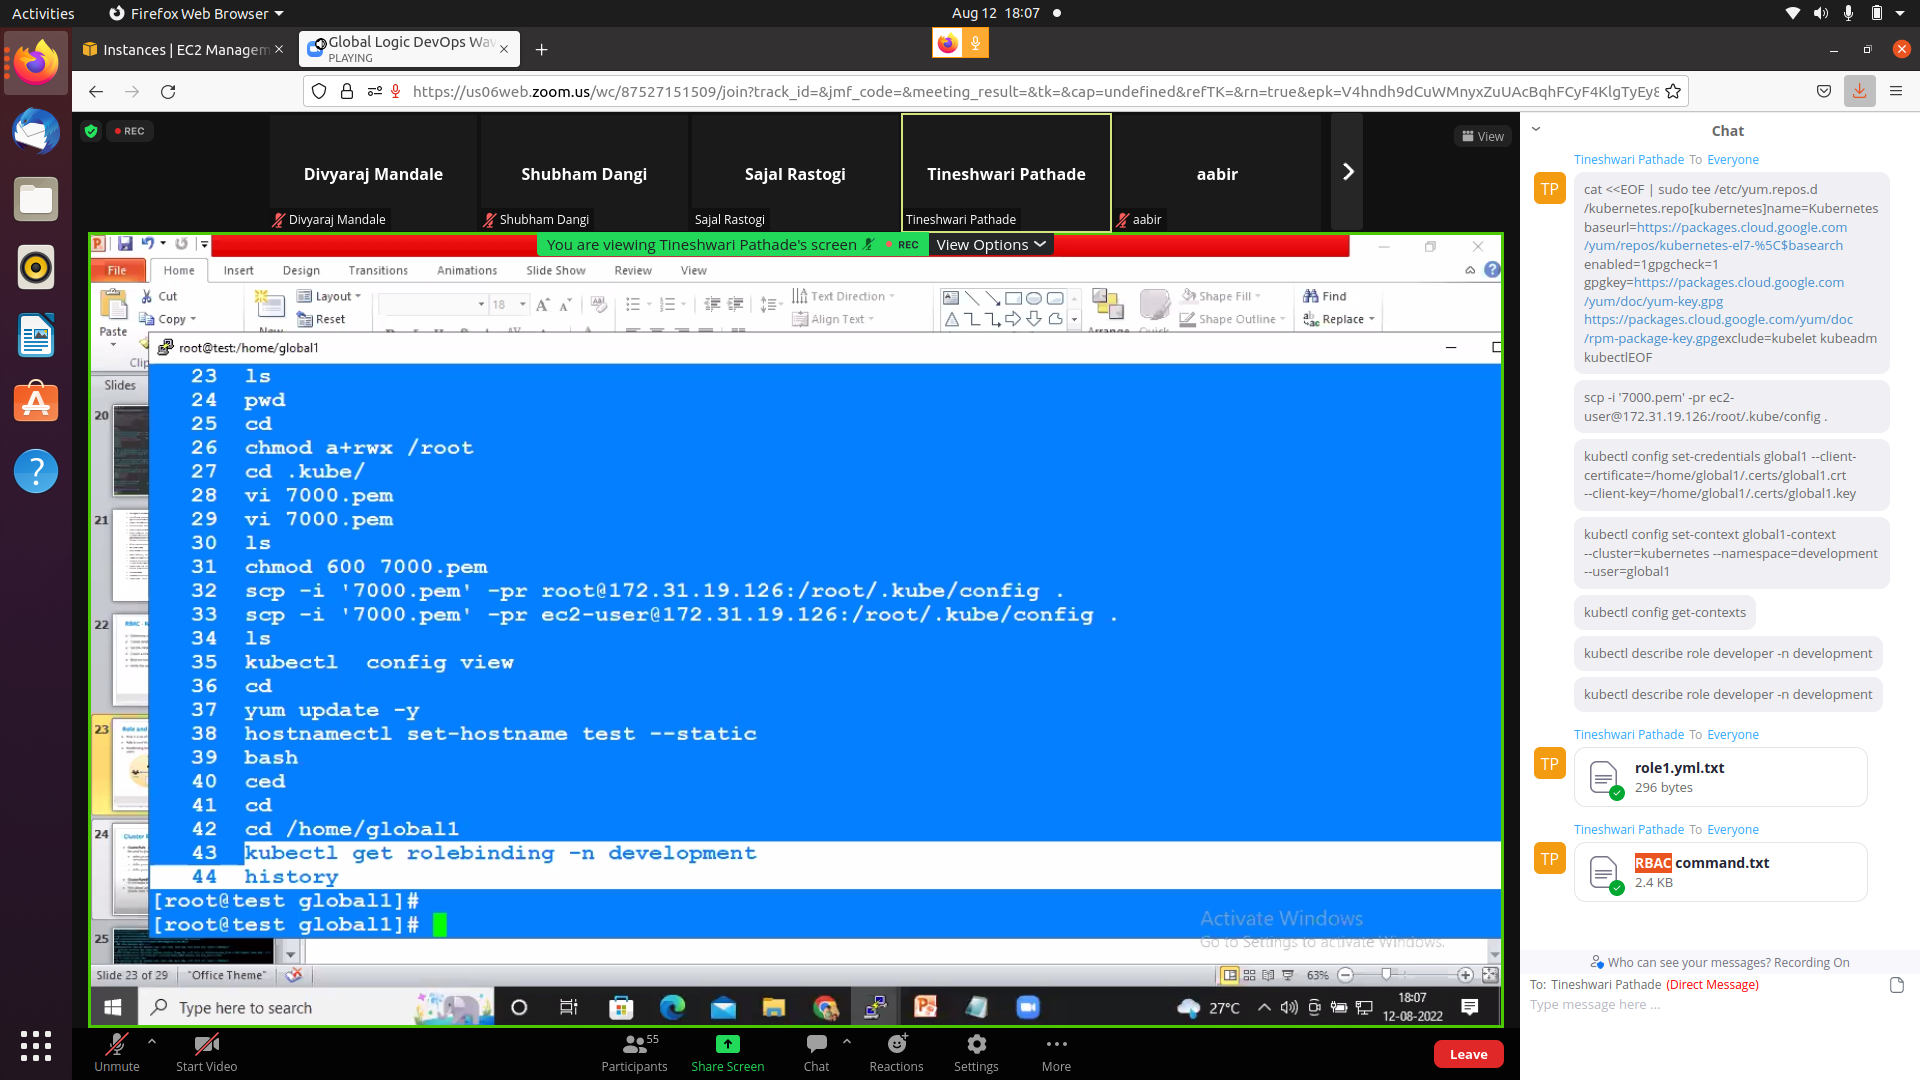 Activities
Firefox Web Browser
Aug 12 18:07
Instances | EC2 Managem
Global Logic DevOps Wav
PLAYING
https://us06web.zoom.us/wc/87527151509/join?track_id=&jmf_code=&meeting_result=&tk=&cap=undefined&refTK=&rn=true&epk=V4hndh9dCuWMnyxZuUAcBqhFCyF4KlgTyEy8
REC
Divyaraj Mandale
Shubham Dangi
Sajal Rastogi
Tineshwari Pathade
aabir
View
Divyaraj Mandale
Shubham Dangi
Sajal Rastogi
Tineshwari Pathade
aabir
You are viewing Tineshwari Pathade's screen
REC
View Options
File
Home
Insert
Design
Transitions
Animations
Slide Show
Review
View
Cut
Copy
Paste
Layout
Reset
18
Text Direction
Align Text
Shape Fill
Shape Outline
Find
Replace
root@test:/home/global1
Slides
20
21
22
23
24
25
23 ls
24 pwd
25 cd
26 chmod a+rwx /root
27 cd .kube/
28 vi 7000.pem
29 vi 7000.pem
30 ls
31 chmod 600 7000.pem
32 scp -i '7000.pem' -pr root@172.31.19.126:/root/.kube/config .
33 scp -i '7000.pem' -pr ec2-user@172.31.19.126:/root/.kube/config .
34 ls
35 kubectl  config view
36 cd
37 yum update -y
38 hostnamectl set-hostname test --static
39 bash
40 ced
41 cd
42 cd /home/global1
43 kubectl get rolebinding -n development
44 history
[root@test global1]#
[root@test global1]#
Activate Windows
Go to Settings to activate Windows.
Slide 23 of 29
"Office Theme"
63%
Type here to search
27°C
18:07
12-08-2022
Unmute
Start Video
55
Participants
Share Screen
Chat
Reactions
Settings
More
Leave
Chat
Tineshwari Pathade To Everyone
TP
cat <<EOF | sudo tee /etc/yum.repos.d
/kubernetes.repo[kubernetes]name=Kubernetes
baseurl=https://packages.cloud.google.com
/yum/repos/kubernetes-el7-%5C$basearch
enabled=1gpgcheck=1
gpgkey=https://packages.cloud.google.com
/yum/doc/yum-key.gpg
https://packages.cloud.google.com/yum/doc
/rpm-package-key.gpgexclude=kubelet kubeadm
kubectlEOF
scp -i '7000.pem' -pr ec2-
user@172.31.19.126:/root/.kube/config .
kubectl config set-credentials global1 --client-
certificate=/home/global1/.certs/global1.crt
--client-key=/home/global1/.certs/global1.key
kubectl config set-context global1-context
--cluster=kubernetes --namespace=development
--user=global1
kubectl config get-contexts
kubectl describe role developer -n development
kubectl describe role developer -n development
Tineshwari Pathade To Everyone
TP
role1.yml.txt
296 bytes
Tineshwari Pathade To Everyone
TP
RBAC command.txt
2.4 KB
Who can see your messages? Recording On
To: Tineshwari Pathade (Direct Message)
Type message here ...